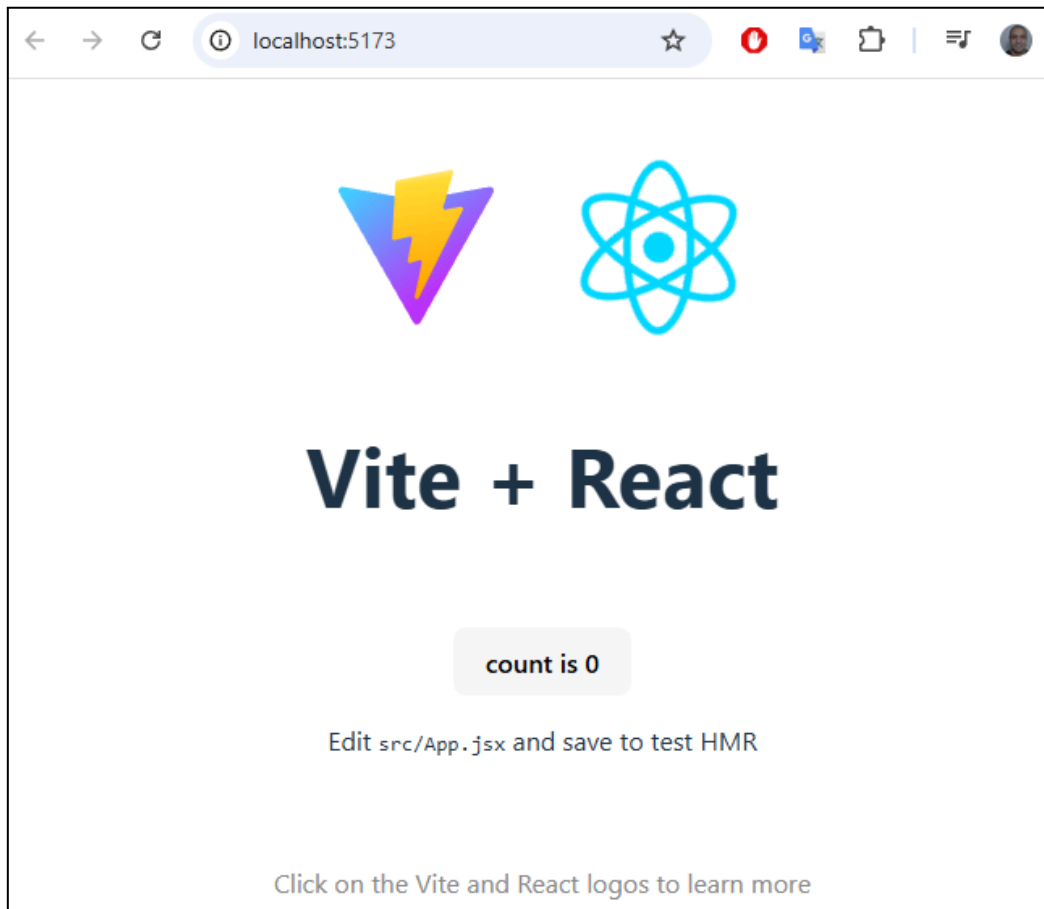 localhost:5173
Vite + React
count is 0
Edit src/App.jsx and save to test HMR
Click on the Vite and React logos to learn more